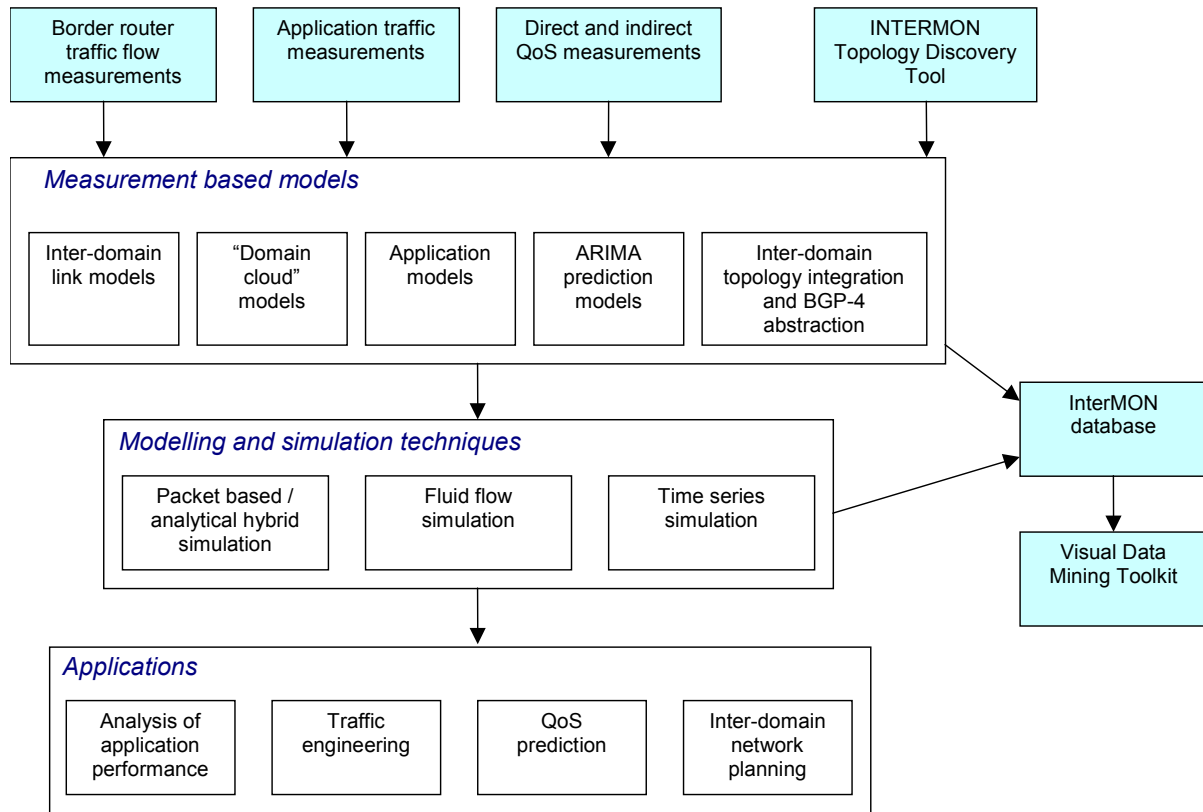 Border router
traffic flow
measurements
Application traffic
measurements
Direct and indirect
QoS measurements
INTERMON
Topology Discovery
Tool
Measurement based models
Inter-domain
link models
“Domain
cloud”
models
Application
models
ARIMA
prediction
models
Inter-domain
topology integration
and BGP-4
abstraction
InterMON
database
Modelling and simulation techniques
Packet based /
analytical hybrid
simulation
Fluid flow
simulation
Time series
simulation
Visual Data
Mining Toolkit
Applications
Analysis of
application
performance
Traffic
engineering
QoS
prediction
Inter-domain
network
planning